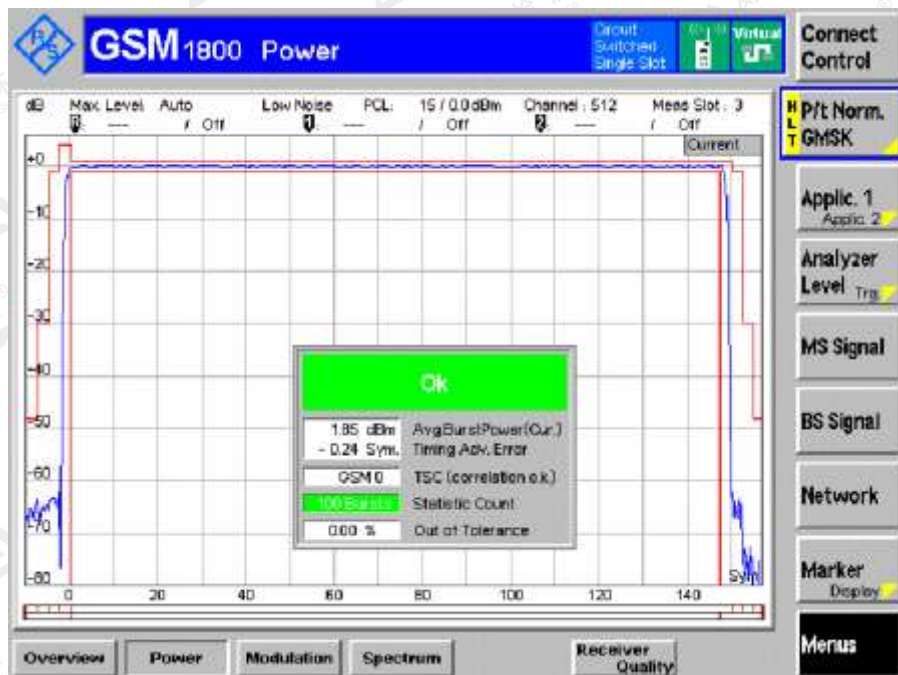 R&S
GSM 1800 Power
Circuit
Switched
Single Slot
Virtual
Connect
Control
dB Max. Level: Auto Low Noise PCL: 15 / 0.0 dBm Channel : 512 Meas Slot : 3
--- / Off 1 --- / Off 2 --- / Off
Current
H
L
T
P/t Norm.
GMSK
Applic. 1
Applic. 2
Analyzer
Level Trg.
MS Signal
BS Signal
Network
Marker
Display
Menus
+0
-10
-20
-30
-40
-50
-60
-70
-80
Ok
1.85 dBm AvgBurstPower(Cur.)
- 0.24 Sym. Timing Adv. Error
GSM 0 TSC (correlation o.k.)
100 Bursts Statistic Count
0.00 % Out of Tolerance
0 20 40 60 80 100 120 140
Overview Power Modulation Spectrum Receiver
Quality